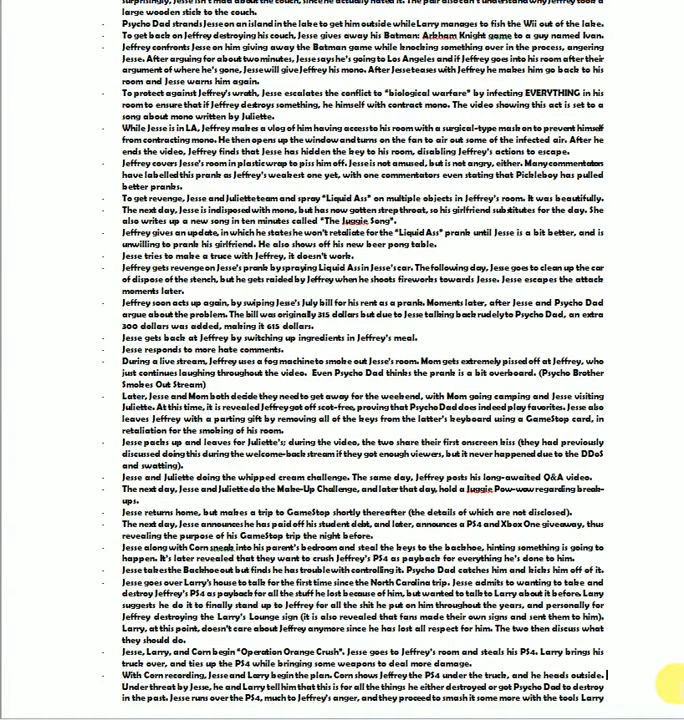 surprisingly, Jesse isn't mad about the couch, since he actually hated it. The pair also can't understand why Jeffrey took a
large wooden stick to the couch.
- Psycho Dad strands Jesse on an island in the lake to get him outside while Larry manages to fish the Wii out of the lake.
- To get back on Jeffrey destroying his couch, Jesse gives away his Batman: Arkham Knight game to a guy named Ivan.
- Jeffrey confronts Jesse on him giving away the Batman game while knocking something over in the process, angering
Jesse. After arguing for about two minutes, Jesse says he's going to Los Angeles and if Jeffrey goes into his room after their
argument of where he's gone, Jesse will give Jeffrey his mono. After Jesse teases with Jeffrey he makes him go back to his
room and Jesse warns him again.
- To protect against Jeffrey's wrath, Jesse escalates the conflict to "biological warfare" by infecting EVERYTHING in his
room to ensure that if Jeffrey destroys something, he himself with contract mono. The video showing this act is set to a
song about mono written by Juliette.
- While Jesse is in LA, Jeffrey makes a vlog of him having access to his room with a surgical-type mask on to prevent himself
from contracting mono. He then opens up the window and turns on the fan to air out some of the infected air. After he
ends the video, Jeffrey finds that Jesse has hidden the key to his room, disabling Jeffrey's actions to escape.
- Jeffrey covers Jesse's room in plastic wrap to piss him off. Jesse is not amused, but is not angry, either. Many commentators
have labelled this prank as Jeffrey's weakest one yet, with one commentators even stating that Pickleboy has pulled
better pranks.
- To get revenge, Jesse and Juliette team and spray "Liquid Ass" on multiple objects in Jeffrey's room. It was beautifully.
- The next day, Jesse is indisposed with mono, but has now gotten strep throat, so his girlfriend substitutes for the day. She
also writes up a new song in ten minutes called "The Juggie Song".
- Jeffrey gives an update, in which he states he won't retaliate for the "Liquid Ass" prank until Jesse is a bit better, and is
unwilling to prank his girlfriend. He also shows off his new beer pong table.
- Jesse tries to make a truce with Jeffrey, it doesn't work.
- Jeffrey gets revenge on Jesse's prank by spraying Liquid Ass in Jesse's car. The following day, Jesse goes to clean up the car
of dispose of the stench, but he gets raided by Jeffrey when he shoots fireworks towards Jesse. Jesse escapes the attack
moments later.
- Jeffrey soon acts up again, by swiping Jesse's July bill for his rent as a prank. Moments later, after Jesse and Psycho Dad
argue about the problem. The bill was originally 315 dollars but due to Jesse talking back rudely to Psycho Dad, an extra
300 dollars was added, making it 615 dollars.
- Jesse gets back at Jeffrey by switching up ingredients in Jeffrey's meal.
- Jesse responds to more hate comments.
- During a live stream, Jeffrey uses a fog machine to smoke out Jesse's room. Mom gets extremely pissed off at Jeffrey, who
just continues laughing throughout the video. Even Psycho Dad thinks the prank is a bit overboard. (Psycho Brother
Smokes Out Stream)
- Later, Jesse and Mom both decide they need to get away for the weekend, with Mom going camping and Jesse visiting
Juliette. At this time, it is revealed Jeffrey got off scot-free, proving that Psycho Dad does indeed play favorites. Jesse also
leaves Jeffrey with a parting gift by removing all of the keys from the latter's keyboard using a GameStop card, in
retaliation for the smoking of his room.
- Jesse packs up and leaves for Juliette's; during the video, the two share their first onscreen kiss (they had previously
discussed doing this during the welcome-back stream if they got enough viewers, but it never happened due to the DDoS
and swatting).
- Jesse and Juliette doing the whipped cream challenge. The same day, Jeffrey posts his long-awaited Q&A video.
- The next day, Jesse and Juliette do the Make-Up Challenge, and later that day, hold a Juggie Pow-wow regarding break-
ups.
- Jesse returns home, but makes a trip to GameStop shortly thereafter (the details of which are not disclosed).
- The next day, Jesse announces he has paid off his student debt, and later, announces a PS4 and Xbox One giveaway, thus
revealing the purpose of his GameStop trip the night before.
- Jesse along with Corn sneak into his parent's bedroom and steal the keys to the backhoe, hinting something is going to
happen. It's later revealed that they want to crush Jeffrey's PS4 as payback for everything he's done to him.
- Jesse takes the Backhoe out but finds he has trouble with controlling it. Psycho Dad catches him and kicks him off of it.
- Jesse goes over Larry's house to talk for the first time since the North Carolina trip. Jesse admits to wanting to take and
destroy Jeffrey's PS4 as payback for all the stuff he lost because of him, but wanted to talk to Larry about it before. Larry
suggests he do it to finally stand up to Jeffrey for all the shit he put on him throughout the years, and personally for
Jeffrey destroying the Larry's Lounge sign (it is also revealed that fans made their own signs and sent them to him).
Larry, at this point, doesn't care about Jeffrey anymore since he has lost all respect for him. The two then discuss what
they should do.
- Jesse, Larry, and Corn begin "Operation Orange Crush". Jesse goes to Jeffrey's room and steals his PS4. Larry brings his
truck over, and ties up the PS4 while bringing some weapons to deal more damage.
- With Corn recording, Jesse and Larry begin the plan. Corn shows Jeffrey the PS4 under the truck, and he heads outside.
Under threat by Jesse, he and Larry tell him that this is for all the things he either destroyed or got Psycho Dad to destroy
in the past. Jesse runs over the PS4, much to Jeffrey's anger, and they proceed to smash it some more with the tools Larry